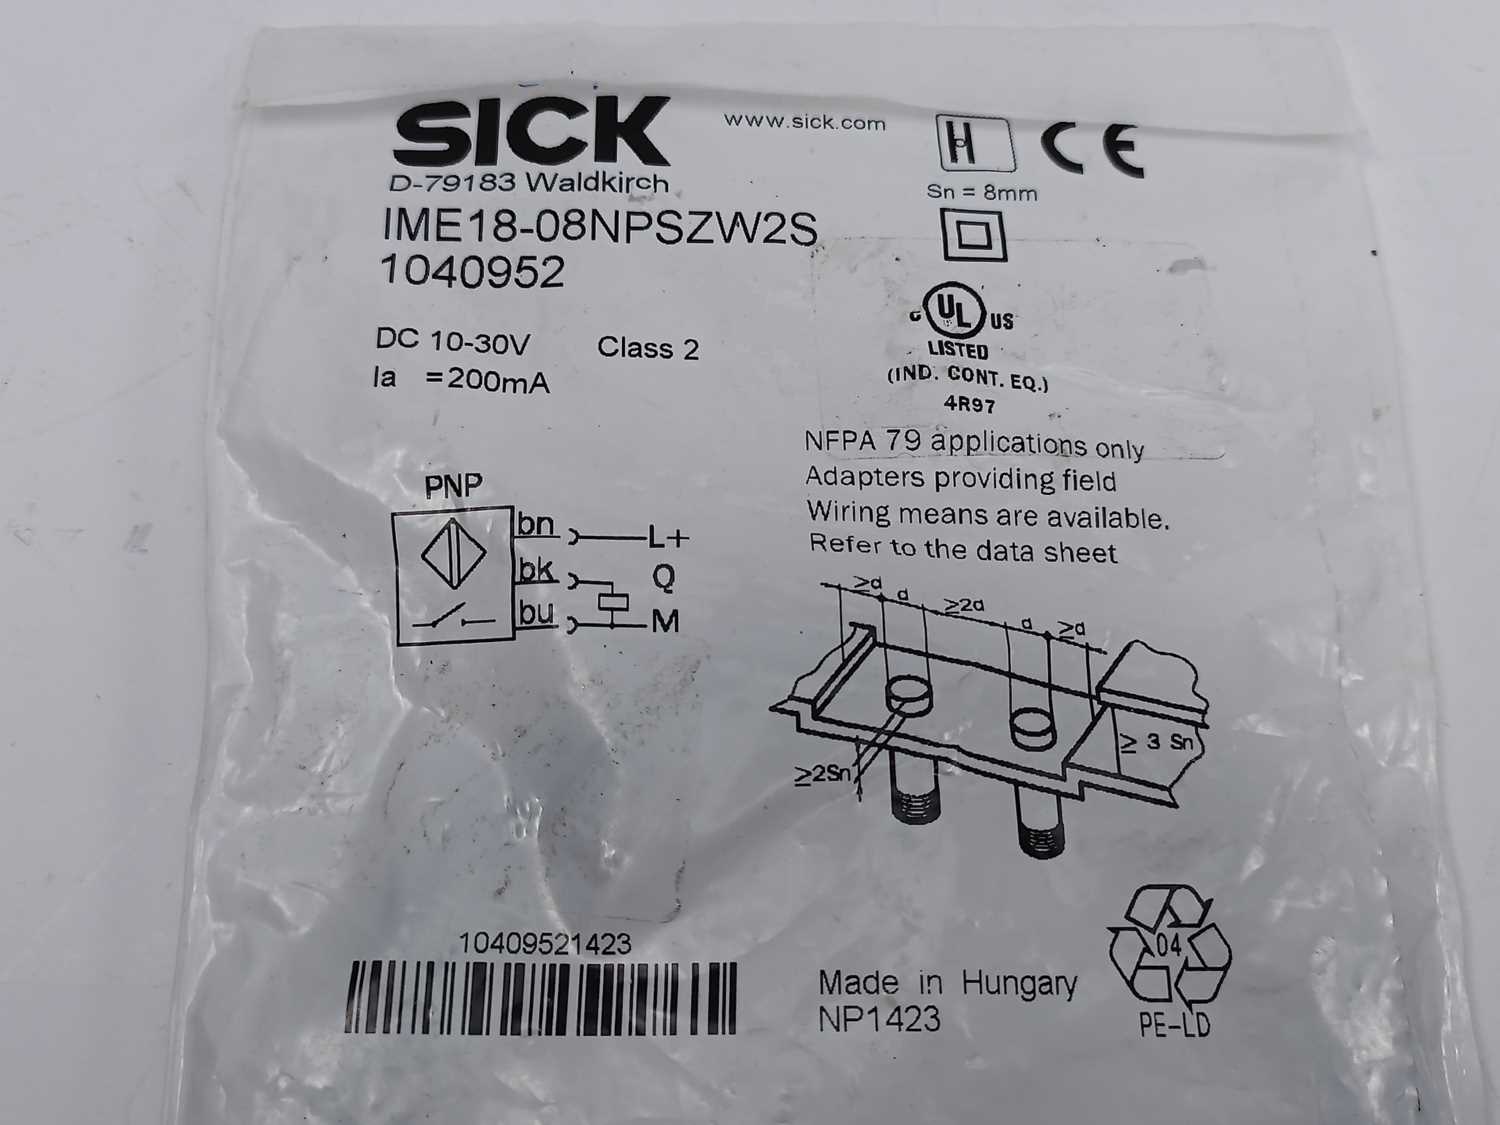 SICK
www.sick.com
CE
D-79183 Waldkirch
Sn = 8mm
IME18-08NPSZW2S
1040952
c UL US
LISTED
(IND. CONT. EQ.)
4R97
DC 10-30V Class 2
Ia =200mA
NFPA 79 applications only
Adapters providing field
Wiring means are available.
Refer to the data sheet
PNP
bn L+
bk Q
bu M
≥d d ≥2d d ≥d
≥ 3 Sn
≥2Sn
10409521423
Made in Hungary
NP1423
04
PE-LD